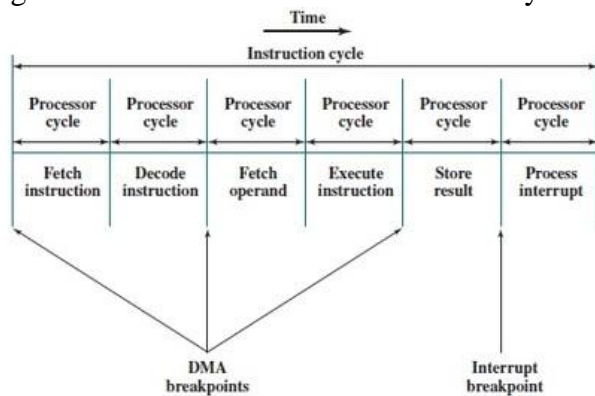 Time
Instruction cycle
Processor Processor Processor Processor Processor Processor
cycle cycle cycle cycle cycle cycle
Fetch Decode Fetch Execute Store Process
instruction instruction operand instruction result interrupt
DMA Interrupt
breakpoints breakpoint